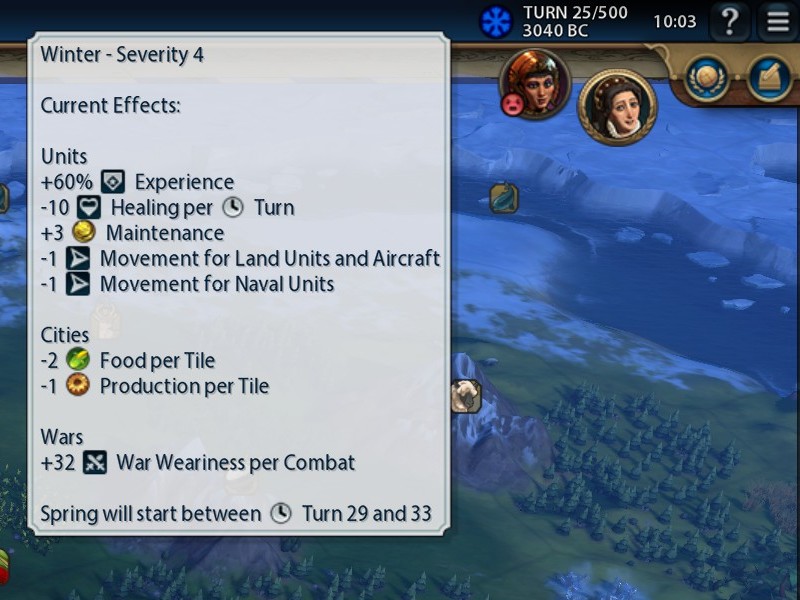 TURN 25/500
3040 BC
10:03
?
Winter - Severity 4
Current Effects:
Units
+60% Experience
-10 Healing per Turn
+3 Maintenance
-1 Movement for Land Units and Aircraft
-1 Movement for Naval Units
Cities
-2 Food per Tile
-1 Production per Tile
Wars
+32 War Weariness per Combat
Spring will start between Turn 29 and 33